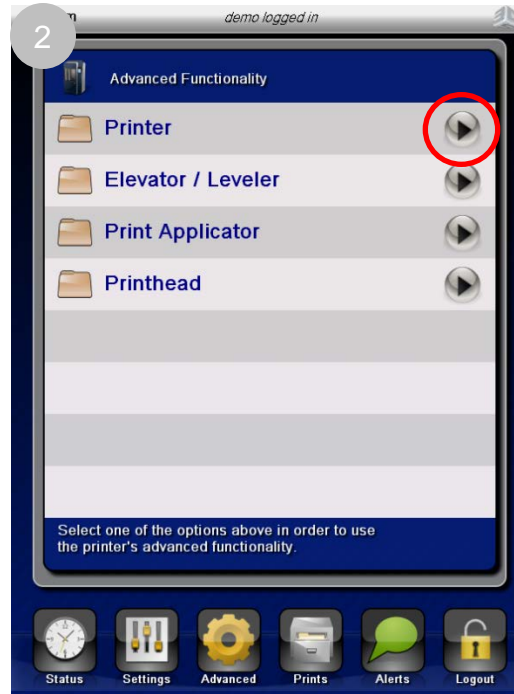 demo logged in
2
Advanced Functionality
Printer
Elevator / Leveler
Print Applicator
Printhead
Select one of the options above in order to use
the printer's advanced functionality.
Status Settings Advanced Prints Alerts Logout